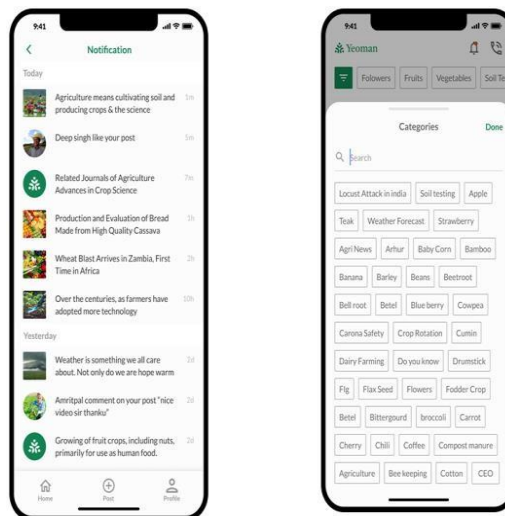 9:41
Notification
Today
Agriculture means cultivating soil and 1m
producing crops & the science
Deep singh like your post 5m
Related Journals of Agriculture 7m
Advances in Crop Science
Production and Evaluation of Bread 1h
Made from High Quality Cassava
Wheat Blast Arrives in Zambia, First 2h
Time in Africa
Over the centuries, as farmers have 10h
adopted more technology
Yesterday
Weather is something we all care 2d
about. Not only do we are hope warm
Amritpal comment on your post "nice 2d
video sir thanku"
Growing of fruit crops, including nuts, 2d
primarily for use as human food.
Home Post Profile
9:41
Yeoman
Folowers Fruits Vegetables Soil Te
Categories Done
Search
Locust Attack in india Soil testing Apple
Teak Weather Forecast Strawberry
Agri News Arhur Baby Corn Bamboo
Banana Barley Beans Beetroot
Bell root Betel Blue berry Cowpea
Carona Safety Crop Rotation Cumin
Dairy Farming Do you know Drumstick
FIg Flax Seed Flowers Fodder Crop
Betel Bittergourd broccoli Carrot
Cherry Chili Coffee Compost manure
Agriculture Bee keeping Cotton CEO